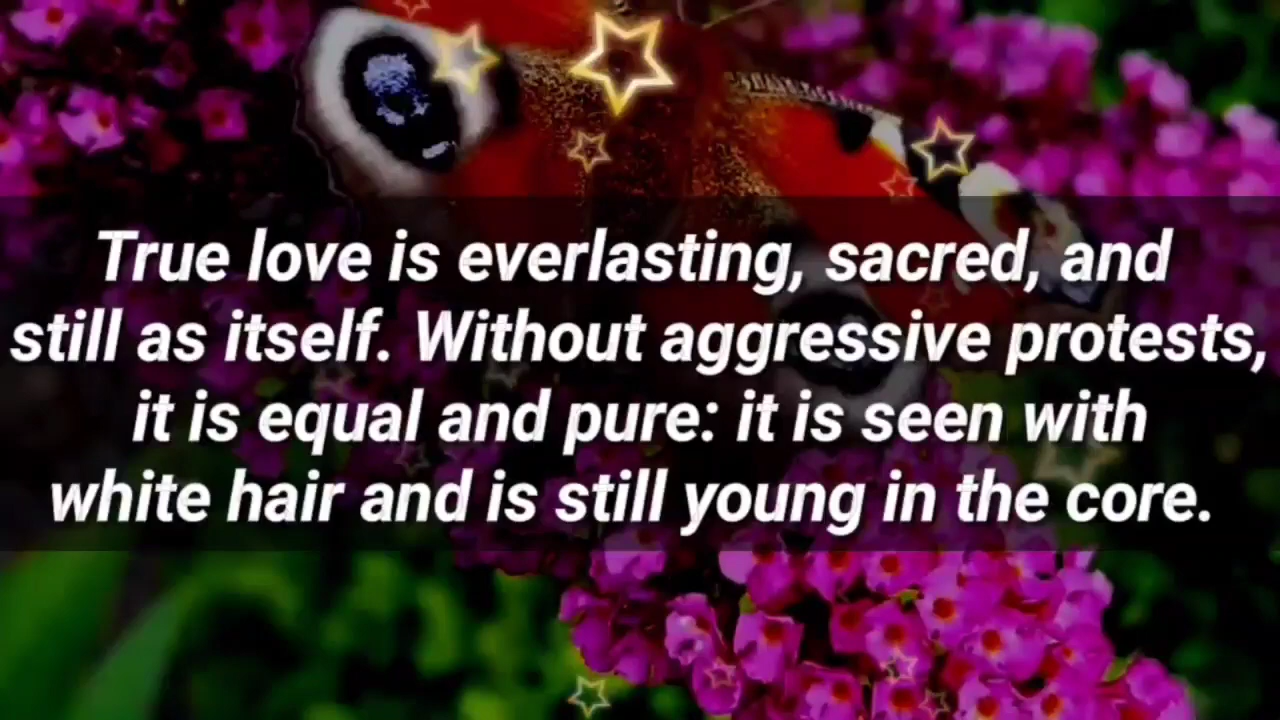 True love is everlasting, sacred, and
still as itself. Without aggressive protests,
it is equal and pure: it is seen with
white hair and is still young in the core.